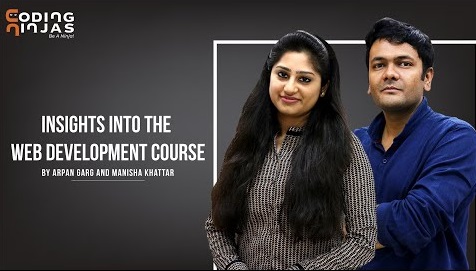 CODING
NINJAS
Be A Ninja!
INSIGHTS INTO THE
WEB DEVELOPMENT COURSE
BY ARPAN GARG AND MANISHA KHATTAR